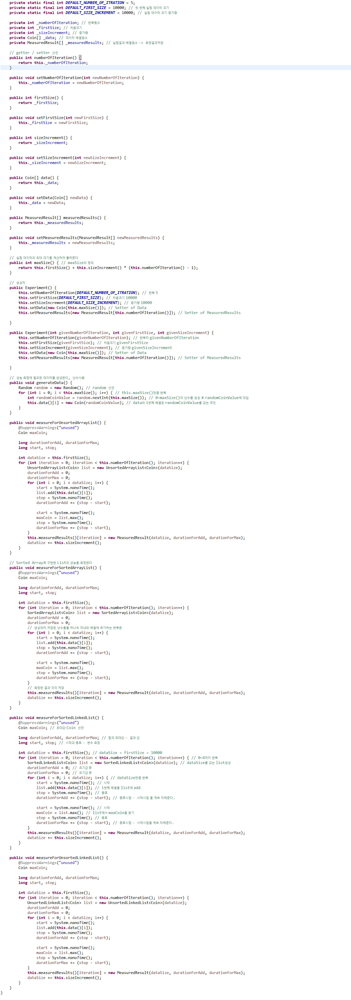 private static final int DEFAULT_NUMBER_OF_ITRATION = 5;
private static final int DEFAULT_FIRST_SIZE = 10000; // 첫 번째 실험 데이터 크기
private static final int DEFAULT_SIZE_INCREMENT = 10000; // 실험 데이터 크기 증가량
private int _numberOfIteration; // 반복횟수
private int _firstSize; // 처음크기
private int _sizeIncrement; // 증가량
private Coin[] _data; // 데이터 배열원소
private MeasuredResult[] _measuredResults; // 실험결과 배열원소 -> 측정결과저장
// getter / setter 선언
public int numberOfIteration() {
return this._numberOfIteration;
}
public void setNumberOfIteration(int newNumberOfIteration) {
this._numberOfIteration = newNumberOfIteration;
}
public int firstSize() {
return _firstSize;
}
public void setFirstSize(int newFirstSize) {
this._firstSize = newFirstSize;
}
public int sizeIncrement() {
return _sizeIncrement;
}
public void setSizeIncrement(int newSizeIncrement) {
this._sizeIncrement = newSizeIncrement;
}
public Coin[] data() {
return this._data;
}
public void setData(Coin[] newData) {
this._data = newData;
}
public MeasuredResult[] measuredResults() {
return this._measuredResults;
}
public void setMeasuredResults(MeasuredResult[] newMeasuredResults) {
this._measuredResults = newMeasuredResults;
}
// 실험 데이터의 최대 크기를 계산하여 돌려준다
public int maxSize() { // maxSize의 정의
return this.firstSize() + this.sizeIncrement() * (this.numberOfIteration() - 1);
}
// 생성자
public Experiment() {
this.setNumberOfIteration(DEFAULT_NUMBER_OF_ITRATION); // 반복 5
this.setFirstSize(DEFAULT_FIRST_SIZE); // 처음크기 10000
this.setSizeIncrement(DEFAULT_SIZE_INCREMENT); // 증가량 10000
this.setData(new Coin[this.maxSize()]); // Setter of Data
this.setMeasuredResults(new MeasuredResult[this.numberOfIteration()]); // Setter of MeasuredResults
}
public Experiment(int givenNumberOfIteration, int givenFirstSize, int givenSizeIncrement) {
this.setNumberOfIteration(givenNumberOfIteration); // 반복자 givenNumberOfIteration
this.setFirstSize(givenFirstSize); // 처음크기 givenFirstSize
this.setSizeIncrement(givenSizeIncrement); // 증가량 givenSizeIncrement
this.setData(new Coin[this.maxSize()]); // Setter of Data
this.setMeasuredResults(new MeasuredResult[this.numberOfIteration()]); // Setter of MeasuredResults
}
// 성능 측정에 필요한 데이터를 생성한다, 난수사용
public void generateData() {
Random random = new Random(); // random 선언
for (int i = 0; i < this.maxSize(); i++) { // this.maxSize()만큼 반복
int randomCoinValue = random.nextInt(this.maxSize()); // 0~maxSize()의 난수를 생성 후 randomCoinValue에 대입
this.data()[i] = new Coin(randomCoinValue); // data의 i번째 배열은 randomCoinValue를 갖는 코인
}
}
public void measureForUnsortedArrayList() {
@SuppressWarnings("unused")
Coin maxCoin;
long durationForAdd, durationForMax;
long start, stop;
int dataSize = this.firstSize();
for (int iteration = 0; iteration < this.numberOfIteration(); iteration++) {
UnsortedArrayList<Coin> list = new UnsortedArrayList<Coin>(dataSize);
durationForAdd = 0;
durationForMax = 0;
for (int i = 0; i < dataSize; i++) {
start = System.nanoTime();
list.add(this.data()[i]);
stop = System.nanoTime();
durationForAdd += (stop - start);
start = System.nanoTime();
maxCoin = list.max();
stop = System.nanoTime();
durationForMax += (stop - start);
}
this.measuredResults()[iteration] = new MeasuredResult(dataSize, durationForAdd, durationForMax);
dataSize += this.sizeIncrement();
}
}
// Sorted Array로 구현한 List의 성능을 측정한다
public void measureForSortedArrayList() {
@SuppressWarnings("unused")
Coin maxCoin;
long durationForAdd, durationForMax;
long start, stop;
int dataSize = this.firstSize();
for (int iteration = 0; iteration < this.numberOfIteration(); iteration++) {
SortedArrayList<Coin> list = new SortedArrayList<Coin>(dataSize);
durationForAdd = 0;
durationForMax = 0;
// 생성되어 저장된 난수들을 하나씩 꺼내와 배열에 추가하는 반복문
for (int i = 0; i < dataSize; i++) {
start = System.nanoTime();
list.add(this.data()[i]);
stop = System.nanoTime();
durationForAdd += (stop - start);
start = System.nanoTime();
maxCoin = list.max();
stop = System.nanoTime();
durationForMax += (stop - start);
}
// 측정한 결과 각각 저장
this.measuredResults()[iteration] = new MeasuredResult(dataSize, durationForAdd, durationForMax);
dataSize += this.sizeIncrement();
}
}
public void measureForSortedLinkedList() {
@SuppressWarnings("unused")
Coin maxCoin; // 최대값 Coin 선언
long durationForAdd, durationForMax; // 합과 최대값 - 결과 값
long start, stop; // 시작과 종료 - 변수 측정
int dataSize = this.firstSize(); // dataSize = firstSize = 10000
for (int iteration = 0; iteration < this.numberOfIteration(); iteration++) { // 0~4까지 반복
SortedLinkedList<Coin> list = new SortedLinkedList<Coin>(dataSize); // dataSize를 갖는 list생성
durationForAdd = 0; // 초기값 0
durationForMax = 0; // 초기값 0
for (int i = 0; i < dataSize; i++) { // dataSize만큼 반복
start = System.nanoTime(); // 시작
list.add(this.data()[i]); // i번째 배열을 list에 add
stop = System.nanoTime(); // 종료
durationForAdd += (stop - start); // 종료시점 - 시작시점 을 계속 더해준다.
start = System.nanoTime(); // 시작
maxCoin = list.max(); // list에서 maxCoin을 찾기
stop = System.nanoTime(); // 종료
durationForMax += (stop - start); // 종료시점 - 시작시점을 계속 더해준다.
}
this.measuredResults()[iteration] = new MeasuredResult(dataSize, durationForAdd, durationForMax);
dataSize += this.sizeIncrement();
}
}
public void measureForUnsortedLinkedList() {
@SuppressWarnings("unused")
Coin maxCoin;
long durationForAdd, durationForMax;
long start, stop;
int dataSize = this.firstSize();
for (int iteration = 0; iteration < this.numberOfIteration(); iteration++) {
UnsortedLinkedList<Coin> list = new UnsortedLinkedList<Coin>(dataSize);
durationForAdd = 0;
durationForMax = 0;
for (int i = 0; i < dataSize; i++) {
start = System.nanoTime();
list.add(this.data()[i]);
stop = System.nanoTime();
durationForAdd += (stop - start);
start = System.nanoTime();
maxCoin = list.max();
stop = System.nanoTime();
durationForMax += (stop - start);
}
this.measuredResults()[iteration] = new MeasuredResult(dataSize, durationForAdd, durationForMax);
dataSize += this.sizeIncrement();
}
}
}